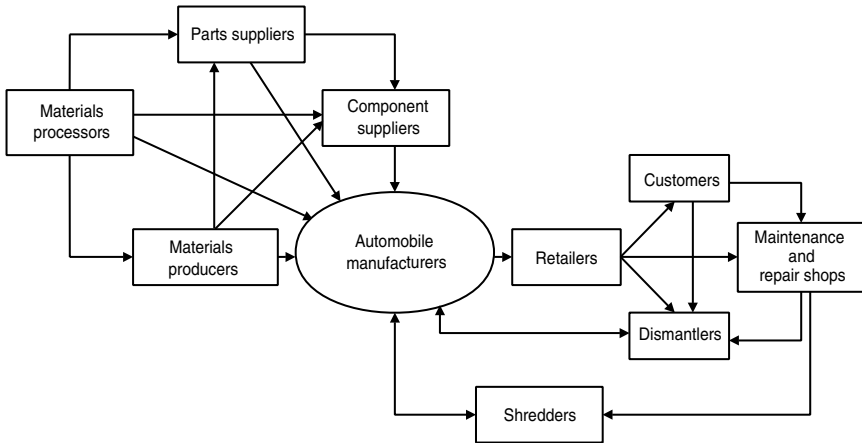 Parts suppliers
Materials
processors
Component
suppliers
Customers
Materials
producers
Automobile
manufacturers
Retailers
Maintenance
and
repair shops
Dismantlers
Shredders